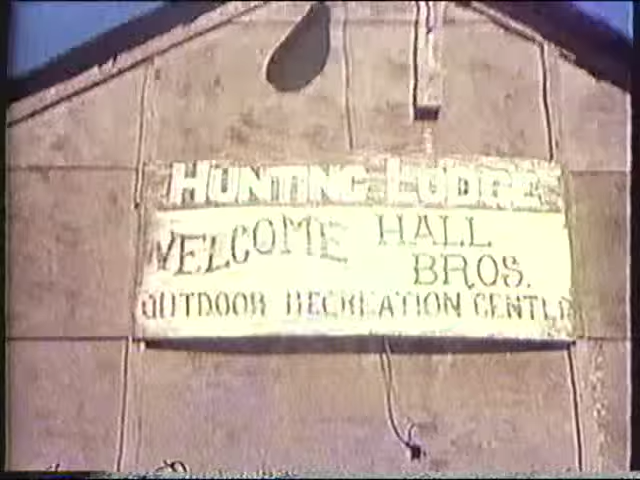 HUNTING LODGE
WELCOME HALL
BROS.
OUTDOOR RECREATION CENTER